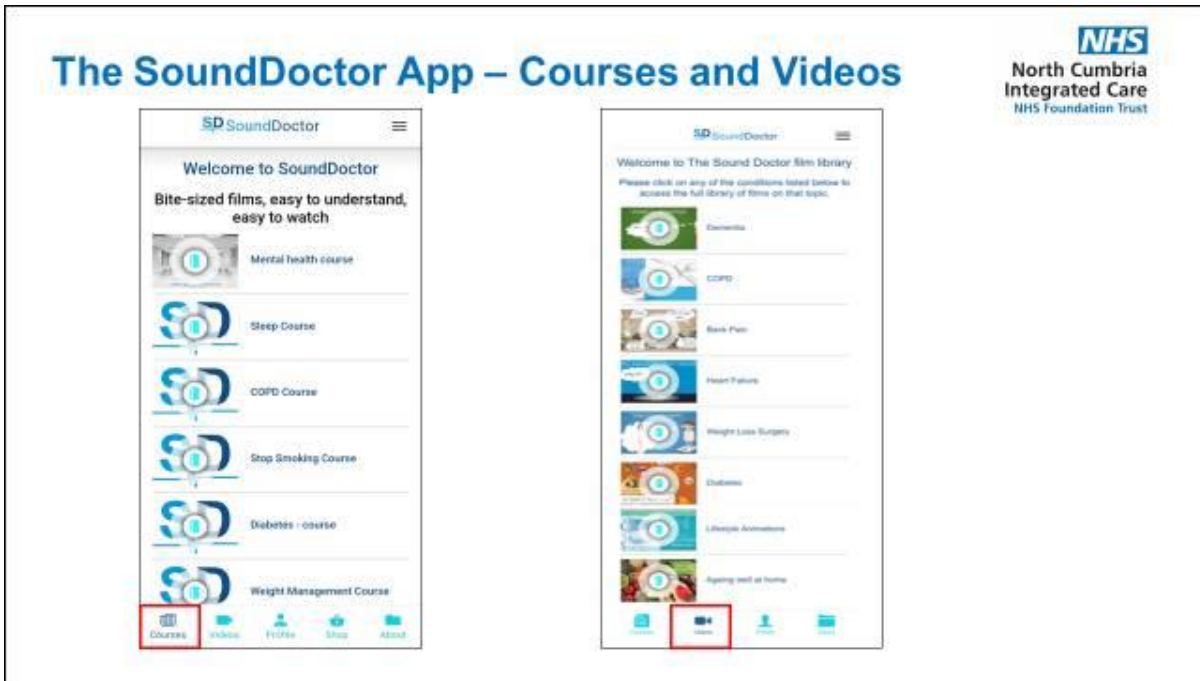 The SoundDoctor App – Courses and Videos
NHS
North Cumbria
Integrated Care
NHS Foundation Trust
SD SoundDoctor
Welcome to SoundDoctor
Bite-sized films, easy to understand,
easy to watch
Mental health course
Sleep Course
COPD Course
Stop Smoking Course
Diabetes - course
Weight Management Course
Courses
Videos
Profile
Shop
About
SD SoundDoctor
Welcome to The Sound Doctor film library
Please click on any of the conditions listed below to
access the full library of films on that topic.
Dementia
COPD
Back Pain
Heart Failure
Weight Loss Surgery
Diabetes
Lifestyle Animations
Ageing well at home
Videos